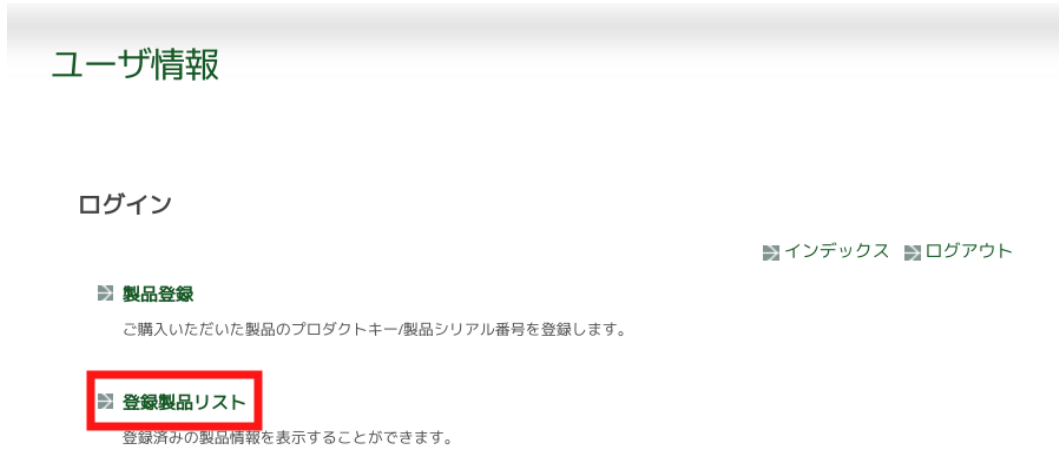 ユーザ情報
ログイン
インデックス ログアウト
製品登録
ご購入いただいた製品のプロダクトキー/製品シリアル番号を登録します。
登録製品リスト
登録済みの製品情報を表示することができます。